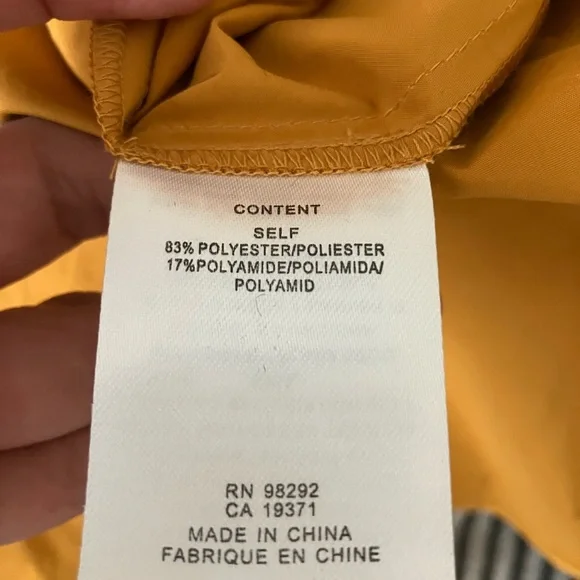 CONTENT
SELF
83% POLYESTER/POLIESTER
17%POLYAMIDE/POLIAMIDA/
POLYAMID
RN 98292
CA 19371
MADE IN CHINA
FABRIQUE EN CHINE